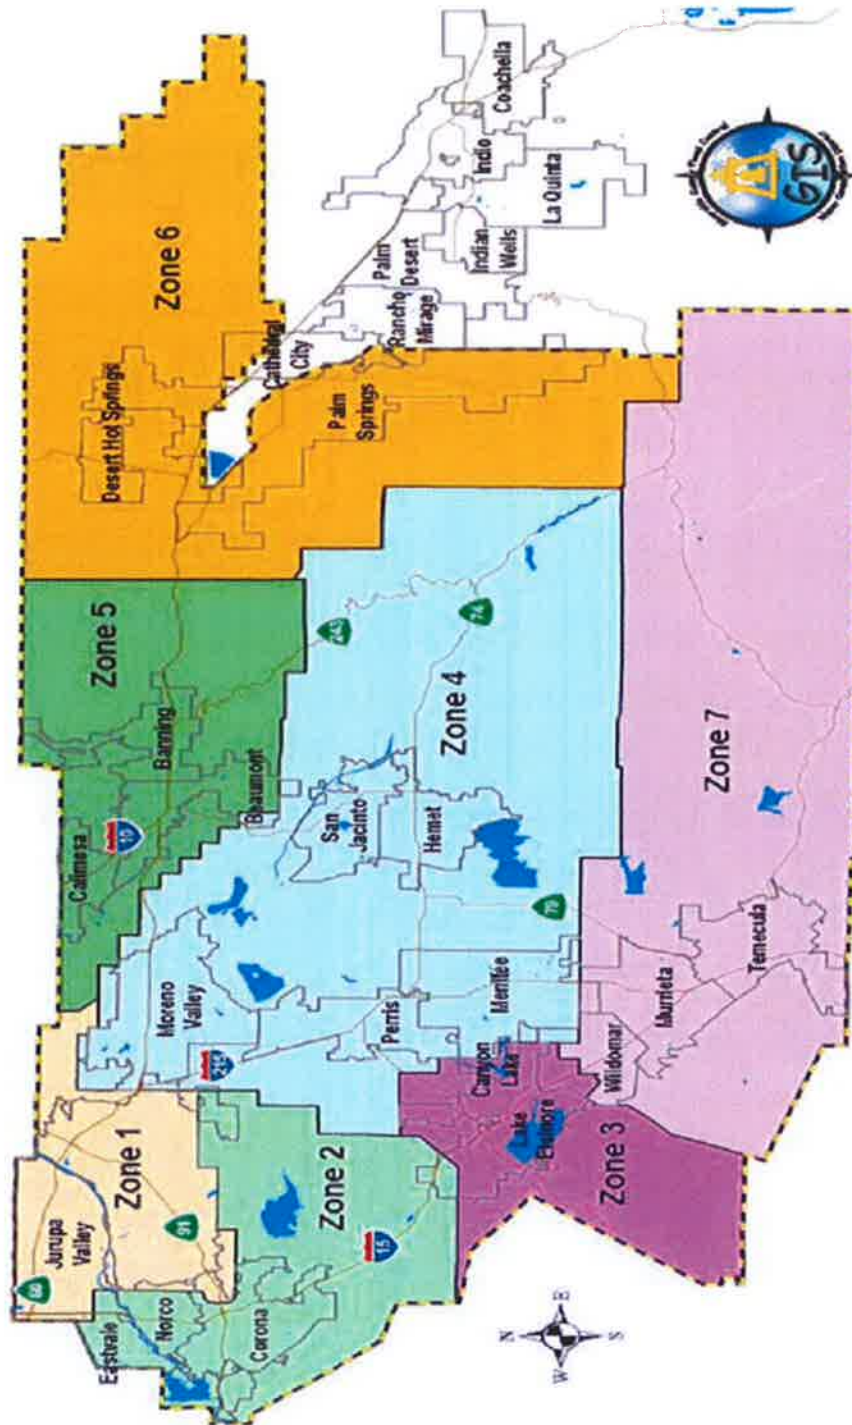 Zone 6
Desert Hot Springs
Cathedral
City
Palm
Springs
Rancho
Mirage
Palm
Desert
Indian
Wells
Indio
La Quinta
Coachella
GIS
Zone 5
Calimesa
10
Banning
Beaumont
243
74
Zone 4
San
Jacinto
Hemet
Moreno
Valley
Perris
Menifee
79
Zone 7
Murrieta
Temecula
Wildomar
Canyon
Lake
Lake
Elsinore
Zone 3
Zone 1
Jurupa
Valley
60
91
Zone 2
15
Eastvale
Norco
Corona
N
W
E
S